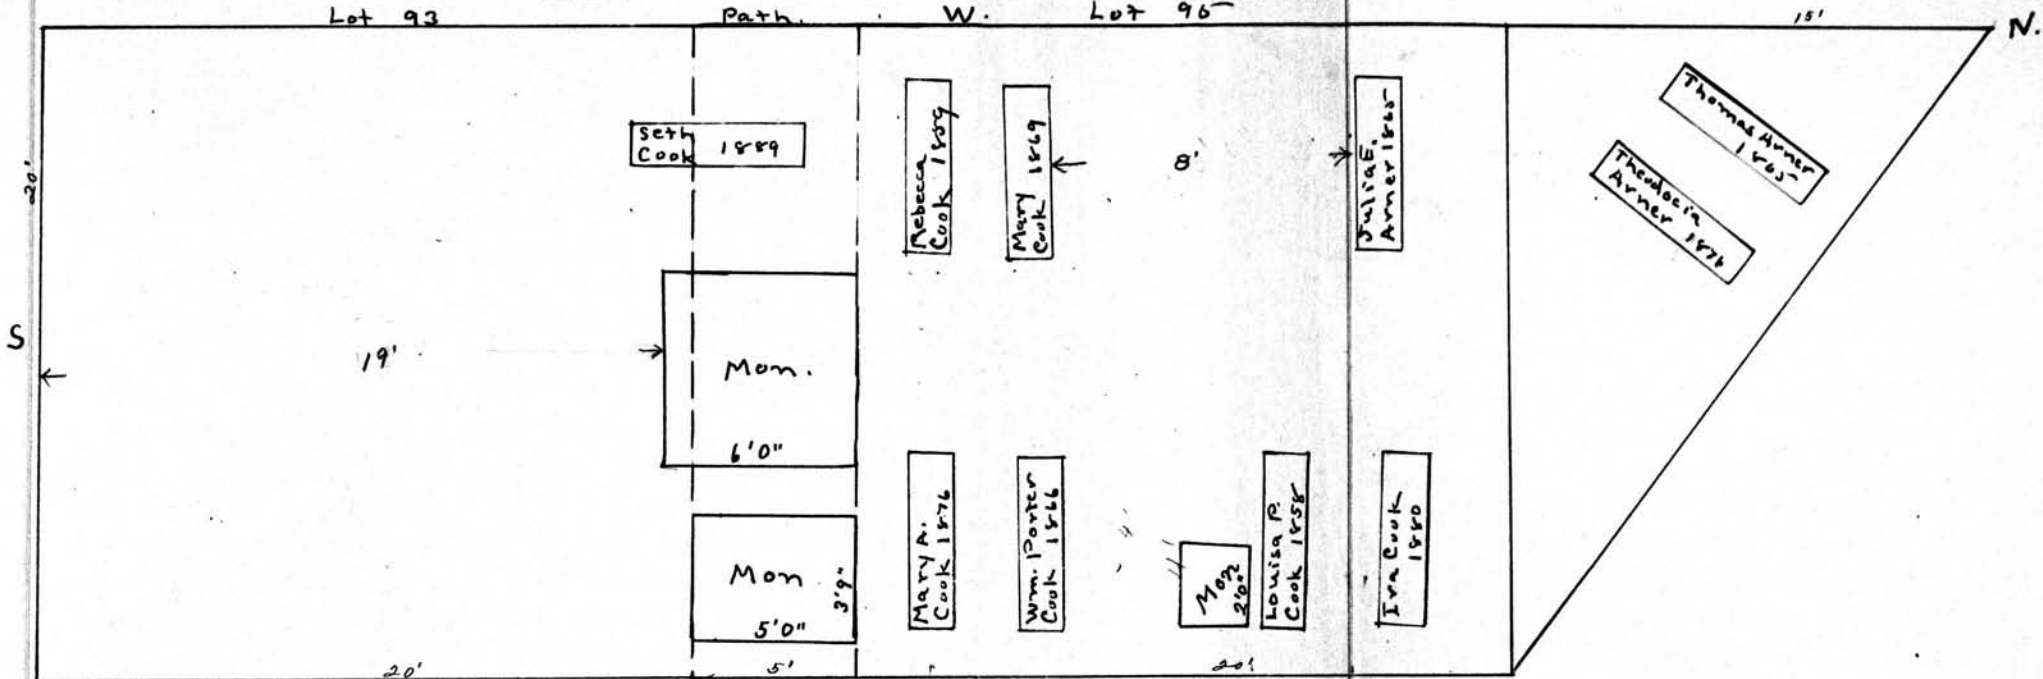 Lot 93 Path. W. Lot 95 15' N.
20'
Seth
Cook 1889
Rebecca
Cook 1889
Mary
Cook 1869
8'
Julia E.
Arner 1865
Thomas Arner
1865
Theodocia
Arner 1876
S
19'
Mon.
6'0"
Mon
3'9"
5'0"
Mary A.
Cook 1876
Wm. Porter
Cook 1866
Mon
2'0"
Louisa P.
Cook 1858
Ira Cook
1880
20' 5' 20'